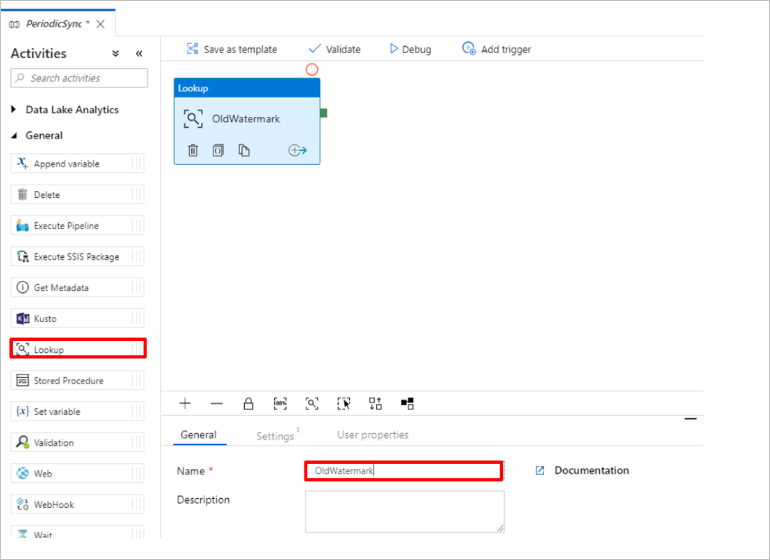 PeriodicSync *
Activities
Search activities
Data Lake Analytics
General
Append variable
Delete
Execute Pipeline
Execute SSIS Package
Get Metadata
Kusto
Lookup
Stored Procedure
Set variable
Validation
Web
WebHook
Wait
Save as template
Validate
Debug
Add trigger
Lookup
OldWatermark
100%
General
Settings 1
User properties
Name *
OldWatermark
Documentation
Description